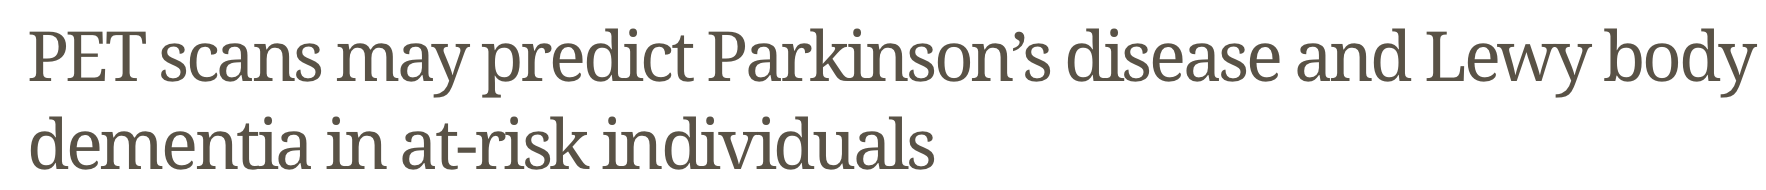 PET scans may predict Parkinson’s disease and Lewy body
dementia in at-risk individuals